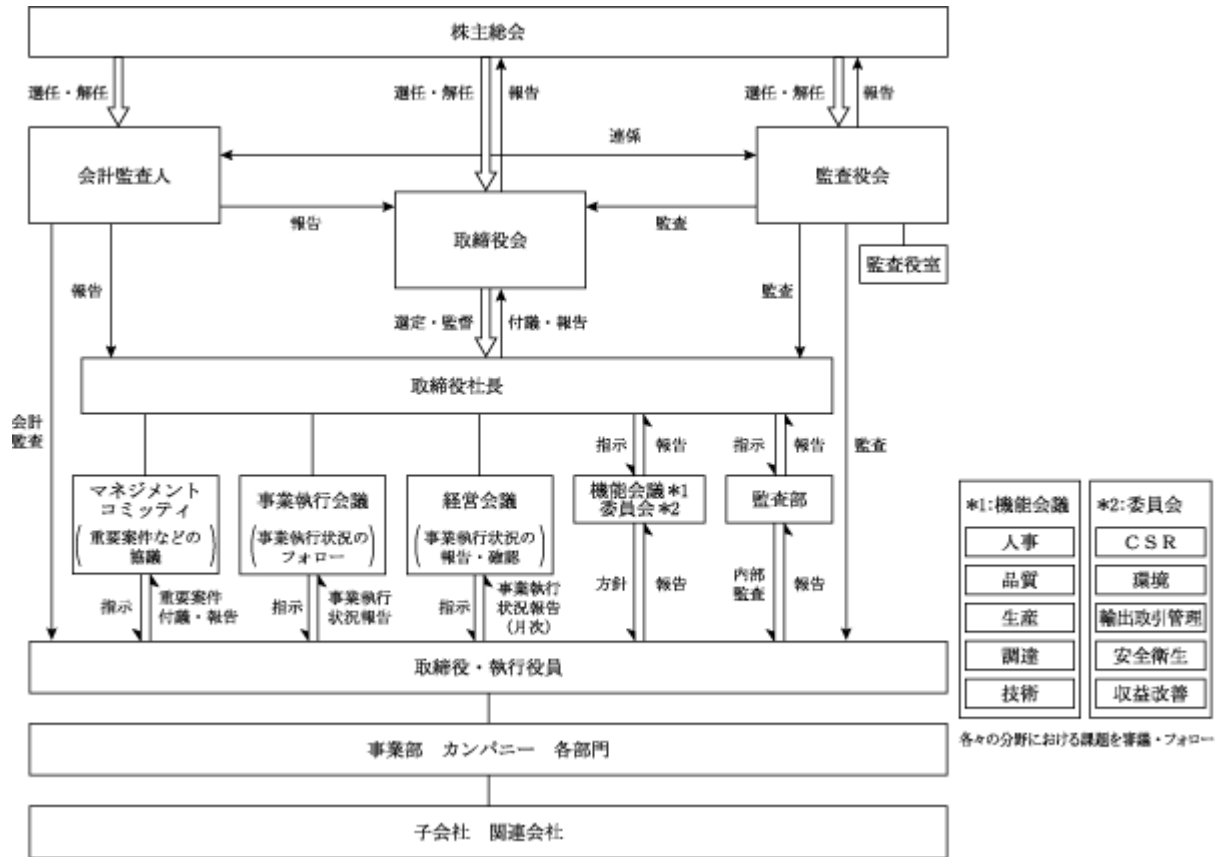 株主総会
選任・解任
選任・解任
報告
選任・解任
報告
連係
会計監査人
監査役会
報告
取締役会
監査
監査役室
報告
選定・監督
付議・報告
監査
取締役社長
会計
監査
指示
報告
指示
報告
監査
マネジメント
コミッティ
(重要案件などの
協議)
事業執行会議
(事業執行状況の
フォロー)
経営会議
(事業執行状況の
報告・確認)
機能会議*1
委員会*2
監査部
指示
重要案件
付議・報告
指示
事業執行
状況報告
指示
事業執行
状況報告
(月次)
方針
報告
内部
監査
報告
取締役・執行役員
事業部 カンパニー 各部門
子会社 関連会社
*1:機能会議
人事
品質
生産
調達
技術
*2:委員会
CSR
環境
輸出取引管理
安全衛生
収益改善
各々の分野における課題を審議・フォロー